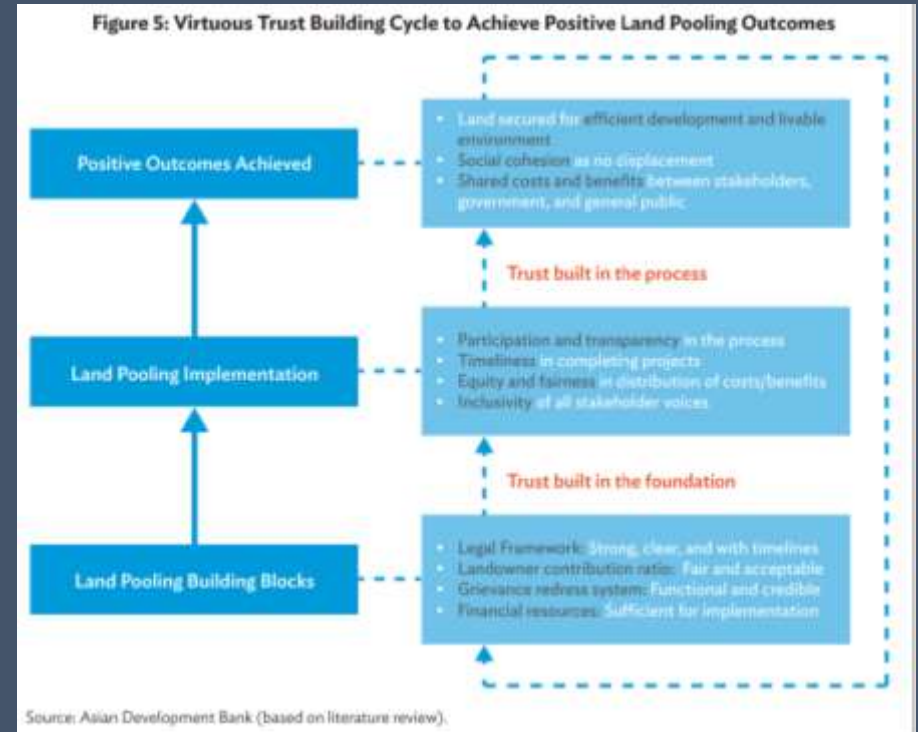 Figure 5: Virtuous Trust Building Cycle to Achieve Positive Land Pooling Outcomes
Positive Outcomes Achieved
• Land secured for efficient development and livable
environment
• Social cohesion as no displacement
• Shared costs and benefits between stakeholders,
government, and general public
Trust built in the process
Land Pooling Implementation
• Participation and transparency in the process
• Timeliness in completing projects
• Equity and fairness in distribution of costs/benefits
• Inclusivity of all stakeholder voices
Trust built in the foundation
Land Pooling Building Blocks
• Legal Framework: Strong, clear, and with timelines
• Landowner contribution ratio: Fair and acceptable
• Grievance redress system: Functional and credible
• Financial resources: Sufficient for implementation
Source: Asian Development Bank (based on literature review).